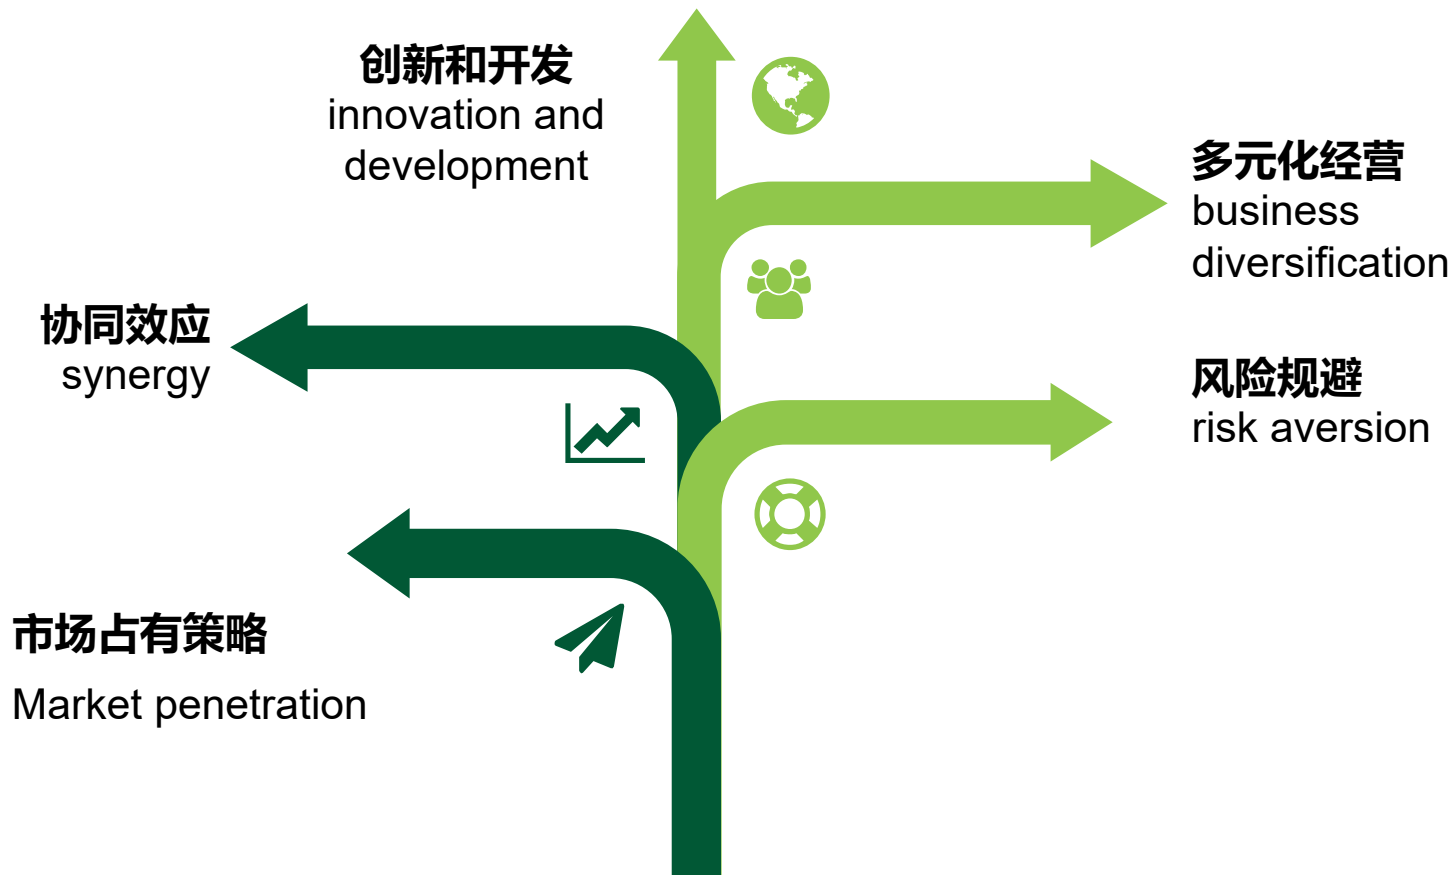 创新和开发
innovation and
development
多元化经营
business
diversification
协同效应
synergy
风险规避
risk aversion
市场占有策略
Market penetration